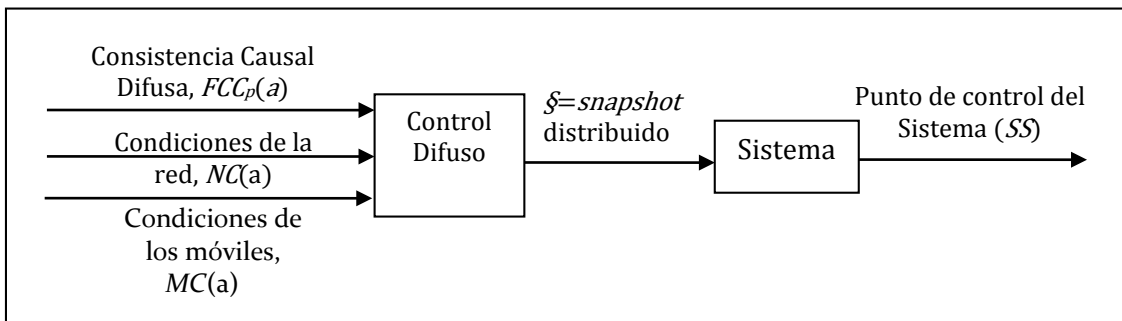 Consistencia Causal
Difusa, FCCₚ(a)
Condiciones de la
red, NC(a)
Condiciones de
los móviles,
MC(a)
Control
Difuso
§=snapshot
distribuido
Sistema
Punto de control del
Sistema (SS)